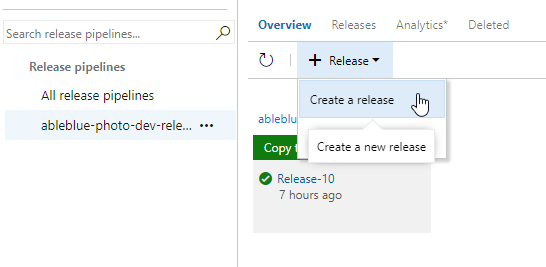 Search release pipelines...
Release pipelines
All release pipelines
ableblue-photo-dev-rele... •••
Overview Releases Analytics* Deleted
+ Release
Create a release
ableblu
Create a new release
Copy
Release-10
7 hours ago